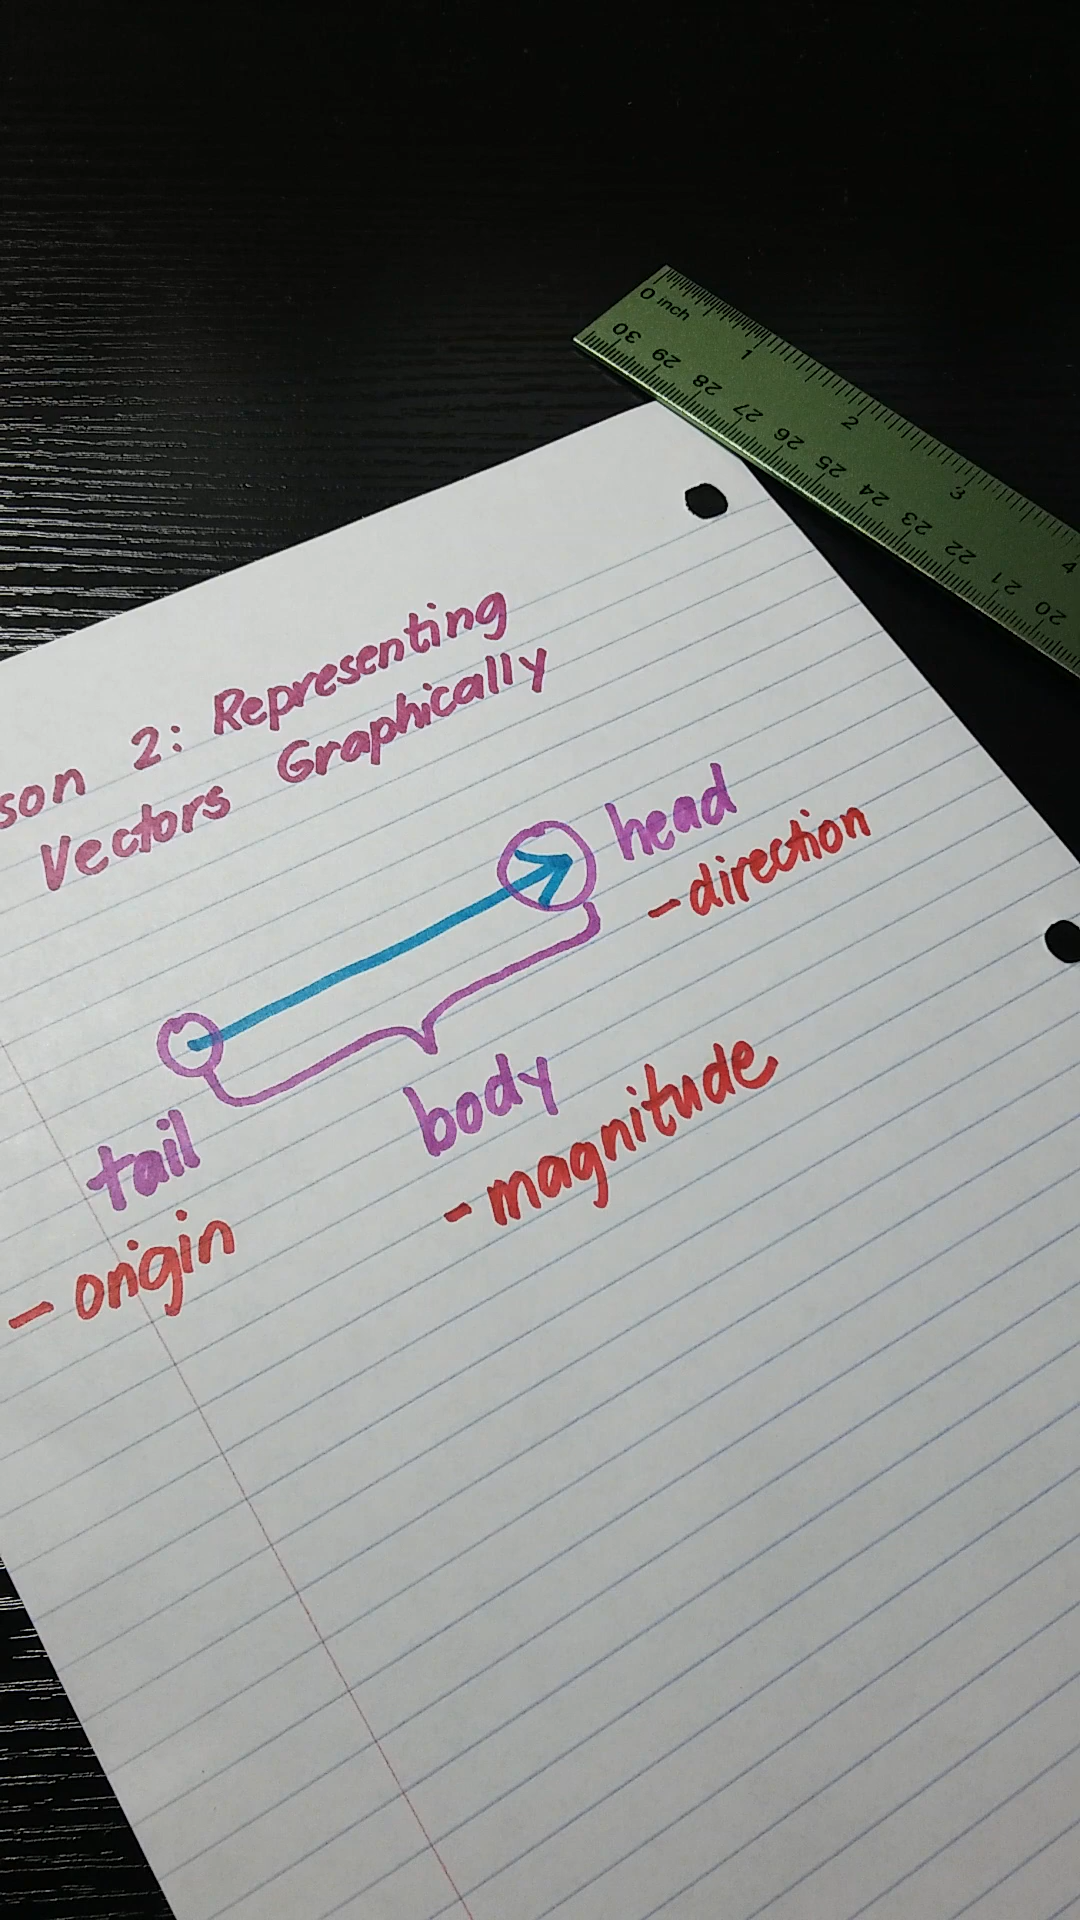 son 2: Representing
Vectors Graphically
head
- direction
body
- magnitude
tail
- origin
0 inch 1 2 3 4
30 29 28 27 26 25 24 23 22 21 20